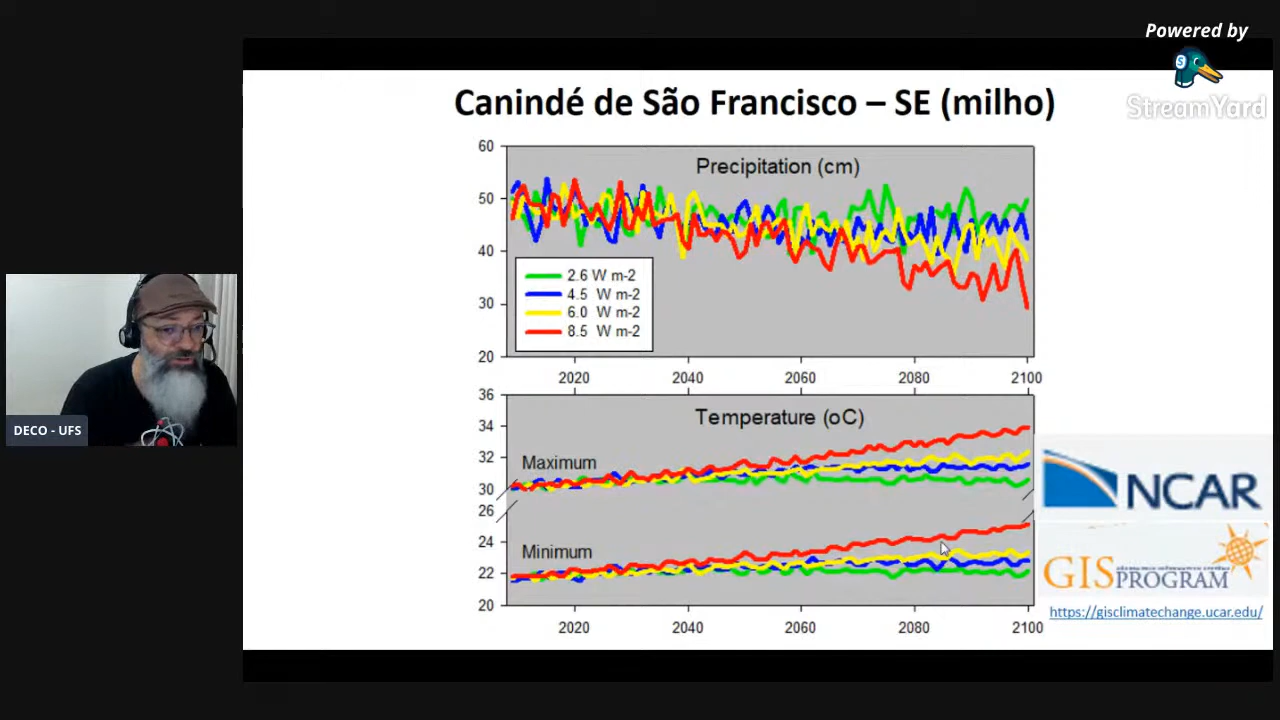 Powered by
StreamYard
Canindé de São Francisco – SE (milho)
60
50
40
30
20
Precipitation (cm)
2.6 W m-2
4.5 W m-2
6.0 W m-2
8.5 W m-2
2020 2040 2060 2080 2100
36
34
32
30
26
24
22
20
Temperature (oC)
Maximum
Minimum
2020 2040 2060 2080 2100
DECO - UFS
NCAR
GIS PROGRAM
https://gisclimatechange.ucar.edu/